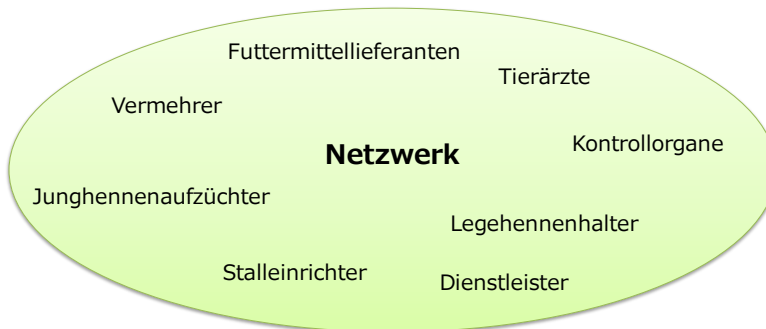 Futtermittellieferanten
Tierärzte
Vermehrer
Kontrollorgane
Netzwerk
Junghennenaufzüchter
Legehennenhalter
Stalleinrichter
Dienstleister